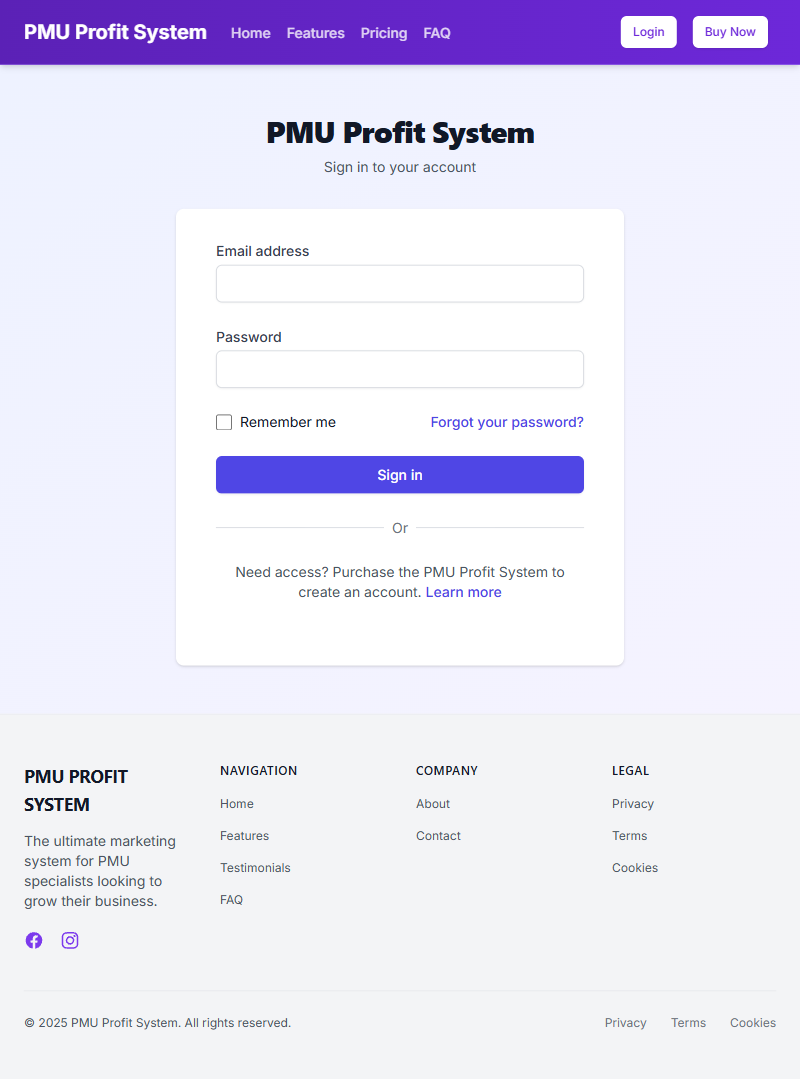 PMU Profit System Home Features Pricing FAQ Login Buy Now
PMU Profit System
Sign in to your account
Email address
Password
Remember me Forgot your password?
Sign in
Or
Need access? Purchase the PMU Profit System to
create an account. Learn more
PMU PROFIT
SYSTEM
The ultimate marketing
system for PMU
specialists looking to
grow their business.
NAVIGATION
Home
Features
Testimonials
FAQ
COMPANY
About
Contact
LEGAL
Privacy
Terms
Cookies
© 2025 PMU Profit System. All rights reserved. Privacy Terms Cookies